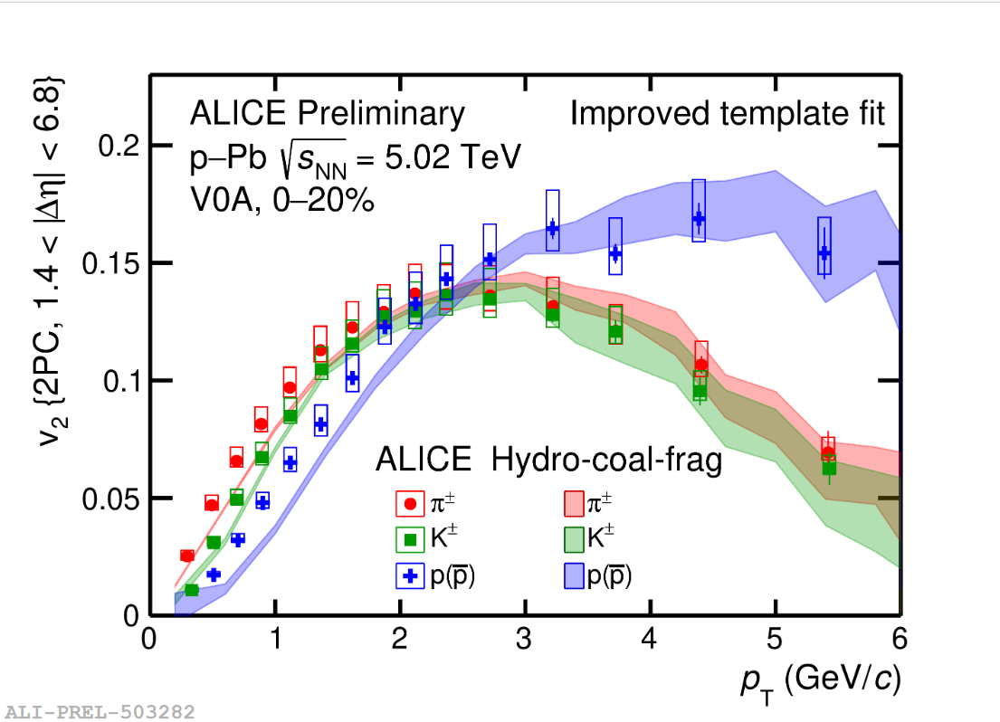 ALICE Preliminary
Improved template fit
p–Pb √sNN = 5.02 TeV
V0A, 0–20%
v2 {2PC, 1.4 < |Δη| < 6.8}
0.2
0.15
0.1
0.05
0
ALICE Hydro-coal-frag
π± π±
K± K±
p(p̅) p(p̅)
0 1 2 3 4 5 6
pT (GeV/c)
ALI-PREL-503282